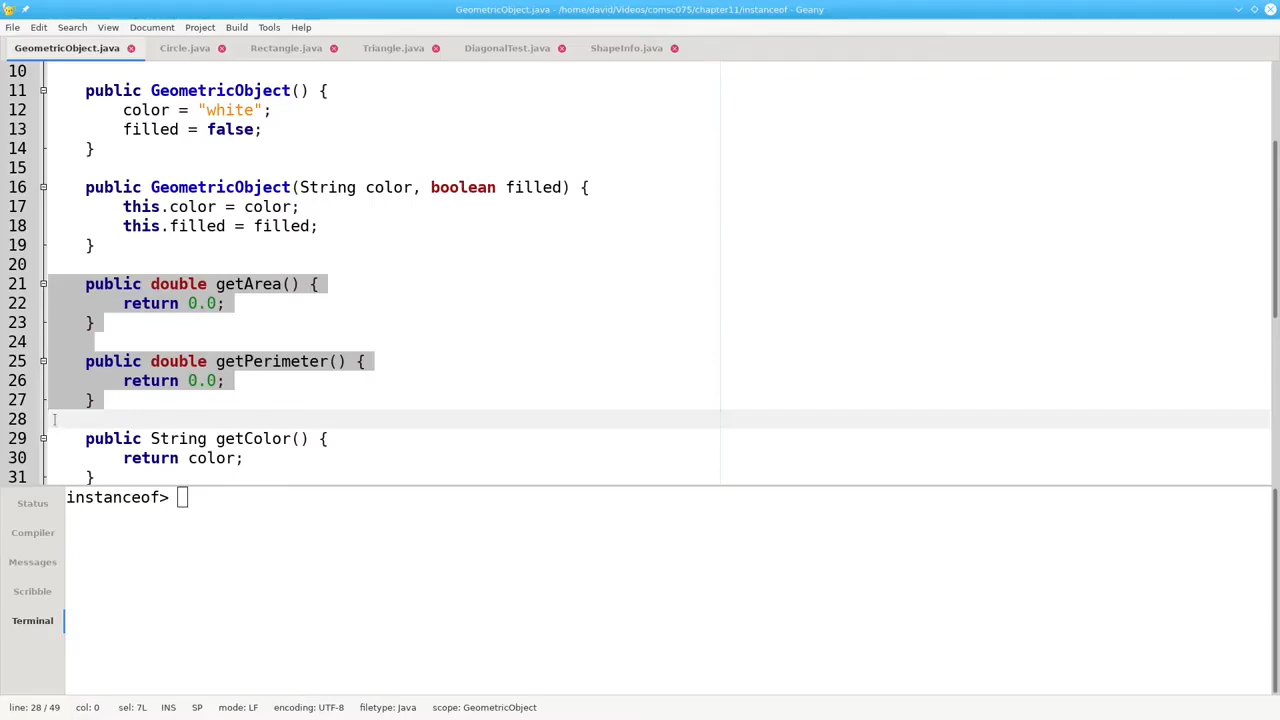 GeometricObject.java - /home/david/Videos/comsc075/chapter11/instanceof - Geany
File Edit Search View Document Project Build Tools Help
GeometricObject.java Circle.java Rectangle.java Triangle.java DiagonalTest.java ShapeInfo.java
10
11 public GeometricObject() {
12 color = "white";
13 filled = false;
14 }
15
16 public GeometricObject(String color, boolean filled) {
17 this.color = color;
18 this.filled = filled;
19 }
20
21 public double getArea() {
22 return 0.0;
23 }
24
25 public double getPerimeter() {
26 return 0.0;
27 }
28
29 public String getColor() {
30 return color;
31 }
instanceof>
Status
Compiler
Messages
Scribble
Terminal
line: 28 / 49 col: 0 sel: 7L INS SP mode: LF encoding: UTF-8 filetype: Java scope: GeometricObject